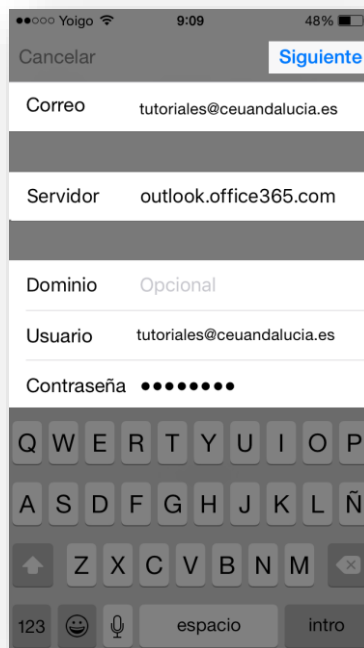 Yoigo 9:09 48%
Cancelar Siguiente
Correo tutoriales@ceuandalucia.es
Servidor outlook.office365.com
Dominio Opcional
Usuario tutoriales@ceuandalucia.es
Contraseña ••••••••
Q W E R T Y U I O P
A S D F G H J K L Ñ
Z X C V B N M
123 espacio intro